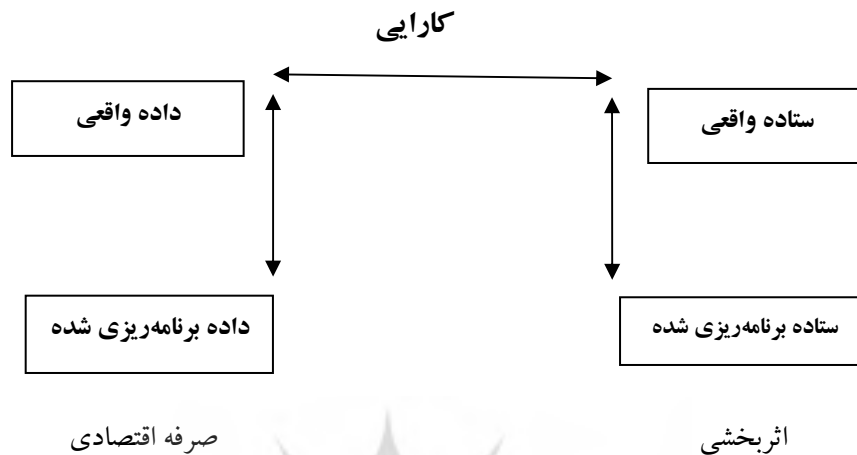 کارایی
ستاده واقعی
داده واقعی
ستاده برنامه‌ریزی شده
داده برنامه‌ریزی شده
اثربخشی
صرفه اقتصادی